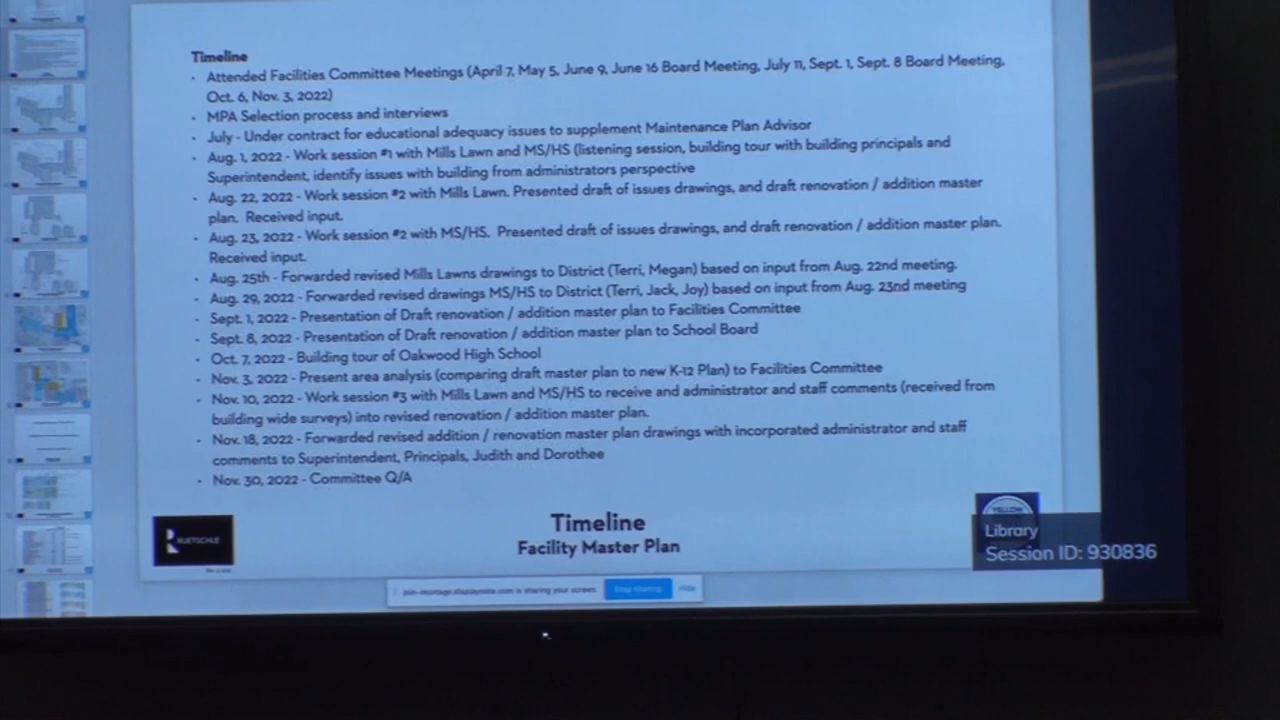 Timeline
· Attended Facilities Committee Meetings (April 7, May 5, June 9, June 16 Board Meeting, July 11, Sept. 1, Sept. 8 Board Meeting,
Oct. 6, Nov. 3, 2022)
· MPA Selection process and interviews
· July - Under contract for educational adequacy issues to supplement Maintenance Plan Advisor
· Aug. 1, 2022 - Work session #1 with Mills Lawn and MS/HS (listening session, building tour with building principals and
Superintendent, identify issues with building from administrators perspective
· Aug. 22, 2022 - Work session #2 with Mills Lawn. Presented draft of issues drawings, and draft renovation / addition master
plan. Received input.
· Aug. 23, 2022 - Work session #2 with MS/HS. Presented draft of issues drawings, and draft renovation / addition master plan.
Received input.
· Aug. 25th - Forwarded revised Mills Lawns drawings to District (Terri, Megan) based on input from Aug. 22nd meeting.
· Aug. 29, 2022 - Forwarded revised drawings MS/HS to District (Terri, Jack, Joy) based on input from Aug. 23nd meeting
· Sept. 1, 2022 - Presentation of Draft renovation / addition master plan to Facilities Committee
· Sept. 8, 2022 - Presentation of Draft renovation / addition master plan to School Board
· Oct. 7, 2022 - Building tour of Oakwood High School
· Nov. 3, 2022 - Present area analysis (comparing draft master plan to new K-12 Plan) to Facilities Committee
· Nov. 10, 2022 - Work session #3 with Mills Lawn and MS/HS to receive and administrator and staff comments (received from
building wide surveys) into revised renovation / addition master plan.
· Nov. 18, 2022 - Forwarded revised addition / renovation master plan drawings with incorporated administrator and staff
comments to Superintendent, Principals, Judith and Dorothee
· Nov. 30, 2022 - Committee Q/A
Timeline
Facility Master Plan
RUETSCHLE
YELLOW
Library
Session ID: 930836
is sharing your screen.
Stop sharing
Hide